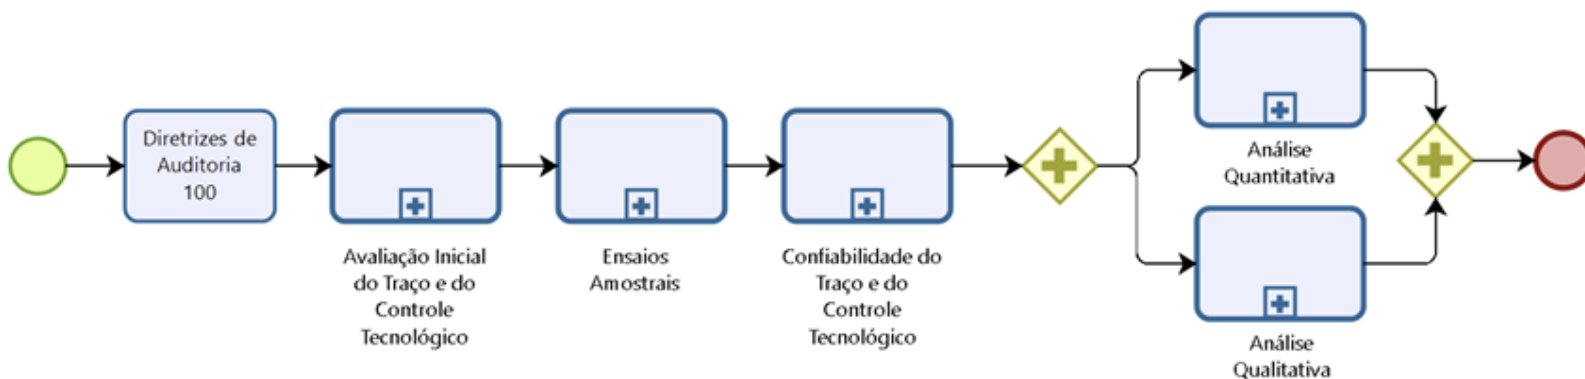 Diretrizes de
Auditoria
100
Avaliação Inicial
do Traço e do
Controle
Tecnológico
Ensaios
Amostrais
Confiabilidade do
Traço e do
Controle
Tecnológico
Análise
Quantitativa
Análise
Qualitativa